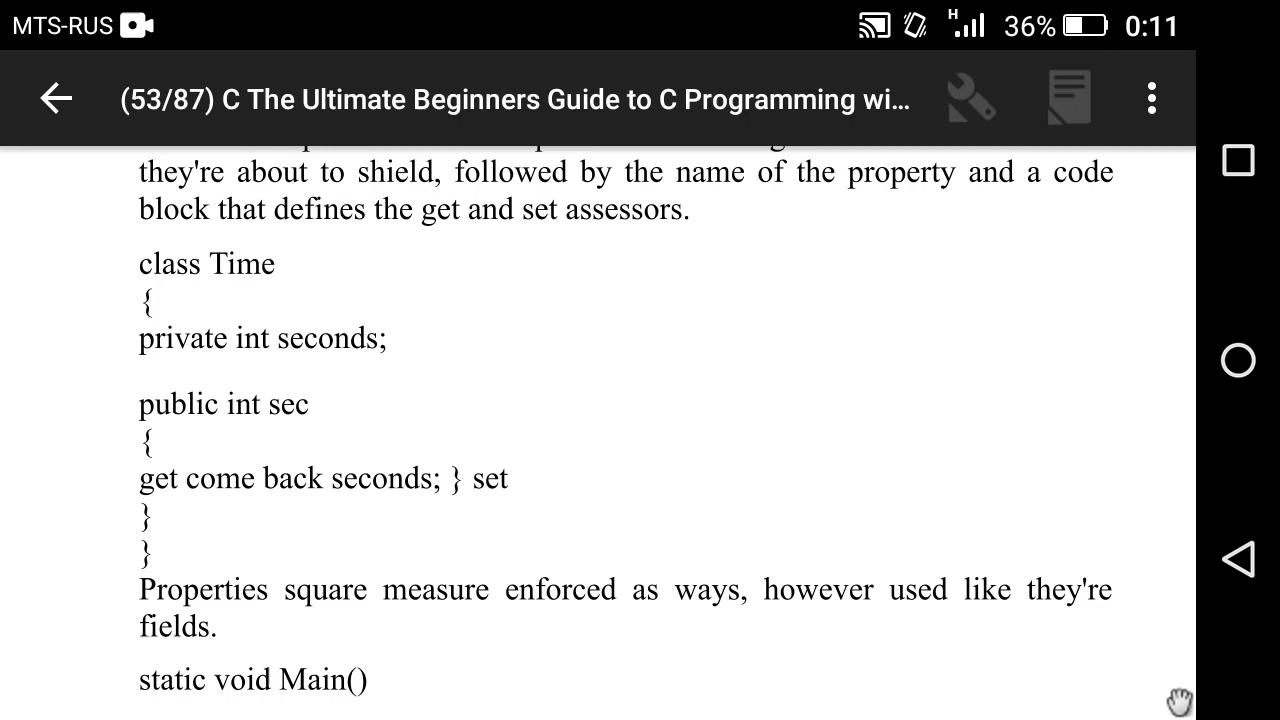 MTS-RUS
H
36%
0:11
(53/87) C The Ultimate Beginners Guide to C Programming wi...
they're about to shield, followed by the name of the property and a code
block that defines the get and set assessors.
class Time
{
private int seconds;
public int sec
{
get come back seconds; } set
}
}
Properties square measure enforced as ways, however used like they're
fields.
static void Main()